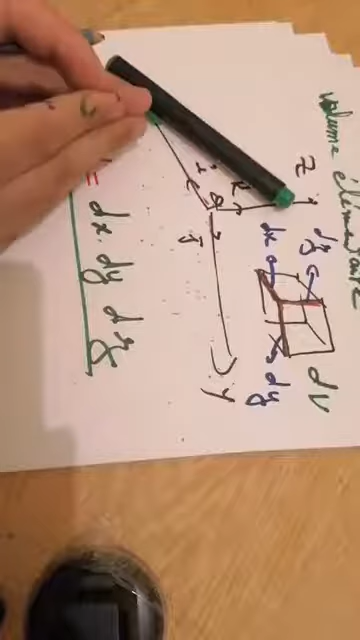 volume élémentaire
Z
k
i
j
y
dz
dx
dy
dV
= dx. dy dz